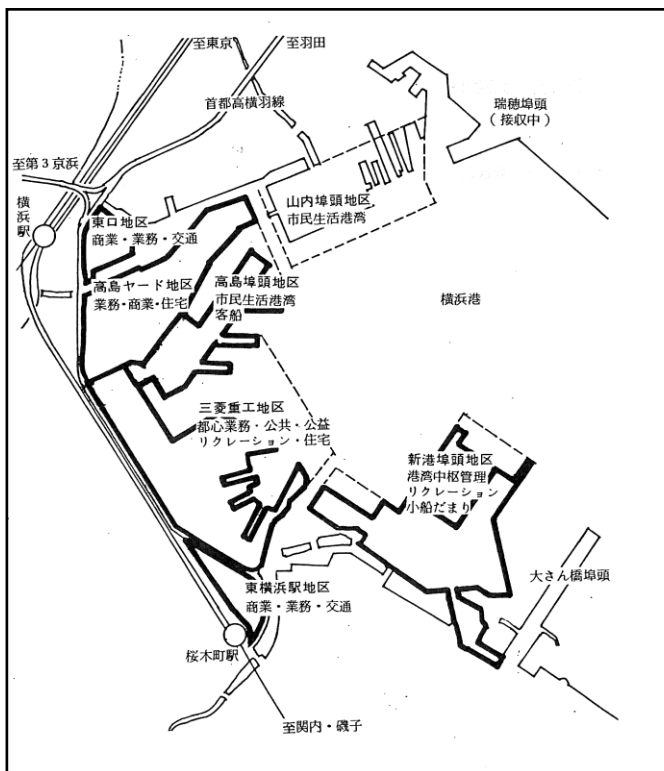 至東京
至羽田
首都高横羽線
瑞穂埠頭
(接収中)
至第3京浜
横浜駅
山内埠頭地区
市民生活港湾
東口地区
商業・業務・交通
高島ヤード地区
業務・商業・住宅
高島埠頭地区
市民生活港湾
客船
横浜港
三菱重工地区
都心業務・公共・公益
リクレーション・住宅
新港埠頭地区
港湾中枢管理
リクレーション
小船だまり
大さん橋埠頭
東横浜駅地区
商業・業務・交通
桜木町駅
至関内・磯子